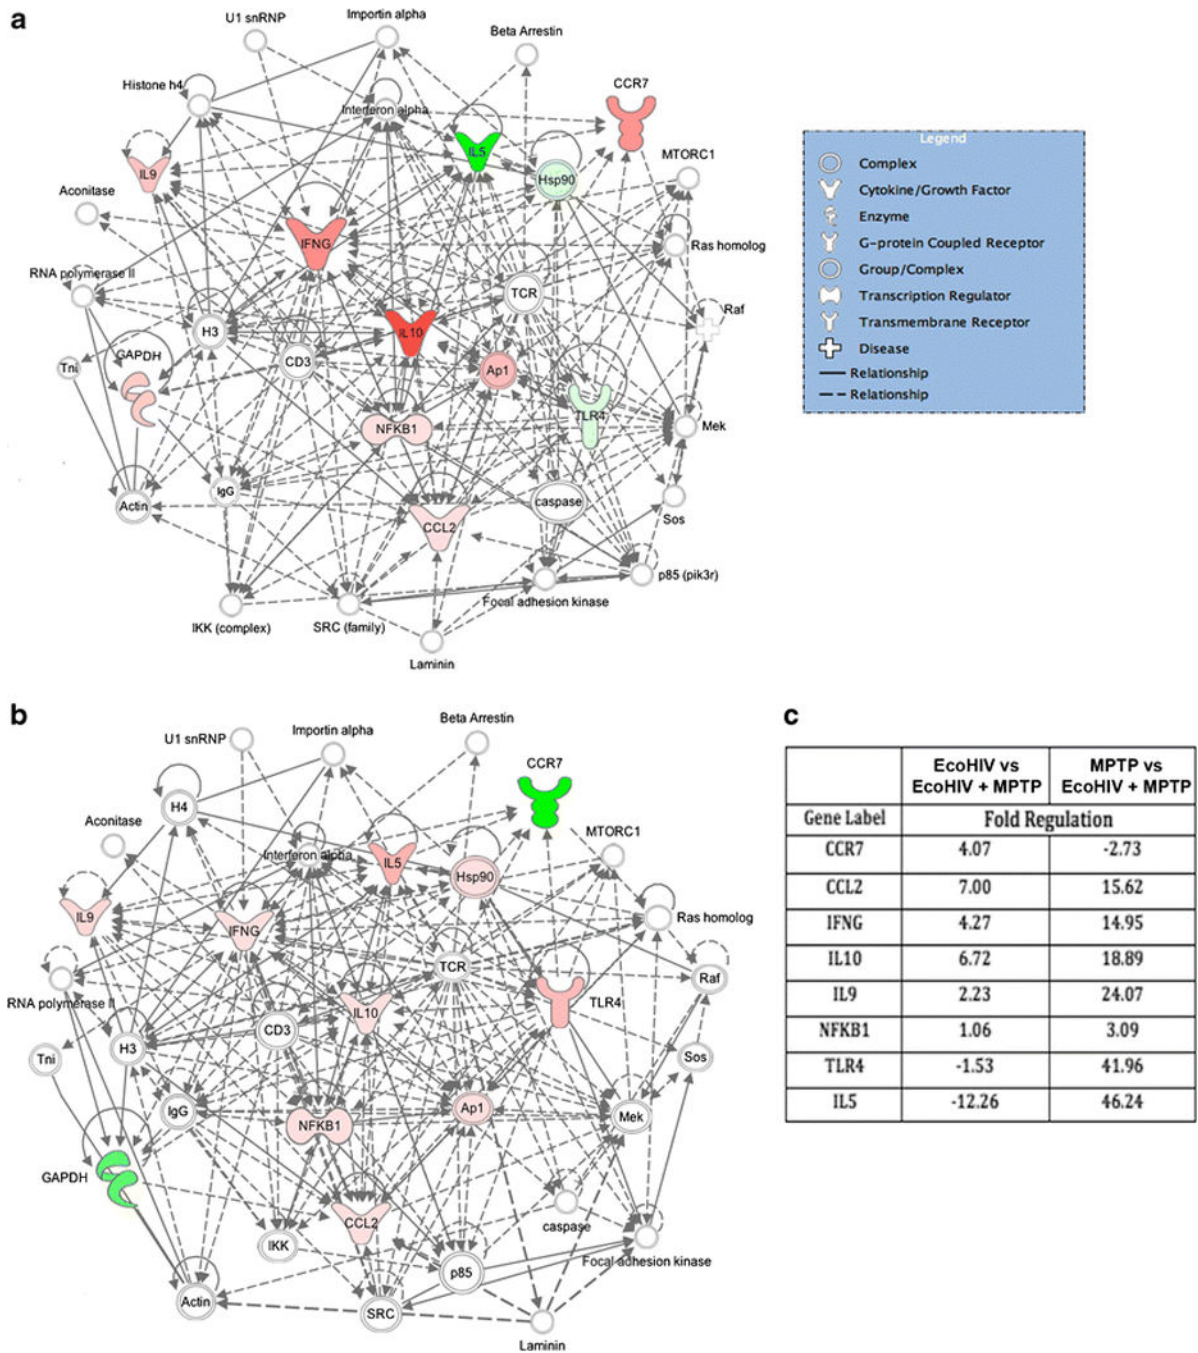 a
U1 snRNP
Importin alpha
Beta Arrestin
Histone h4
CCR7
Interferon alpha
IL5
MTORC1
IL9
Hsp90
Aconitase
IFNG
Ras homolog
RNA polymerase II
TCR
Raf
H3
IL10
CD3
GAPDH
Tni
Ap1
TLR4
NFKB1
Mek
IgG
caspase
Actin
Sos
CCL2
p85 (pik3r)
Focal adhesion kinase
IKK (complex)
SRC (family)
Laminin
Legend
Complex
Cytokine/Growth Factor
Enzyme
G-protein Coupled Receptor
Group/Complex
Transcription Regulator
Transmembrane Receptor
Disease
Relationship
Relationship
b
U1 snRNP
Importin alpha
Beta Arrestin
CCR7
H4
Aconitase
MTORC1
Interferon alpha
IL5
Hsp90
IL9
IFNG
Ras homolog
TCR
Raf
RNA polymerase II
IL10
TLR4
CD3
H3
Tni
Sos
IgG
Ap1
Mek
NFKB1
GAPDH
CCL2
caspase
IKK
Focal adhesion kinase
p85
Actin
SRC
Laminin
c
EcoHIV vs EcoHIV + MPTP MPTP vs EcoHIV + MPTP
Gene Label Fold Regulation
CCR7 4.07 -2.73
CCL2 7.00 15.62
IFNG 4.27 14.95
IL10 6.72 18.89
IL9 2.23 24.07
NFKB1 1.06 3.09
TLR4 -1.53 41.96
IL5 -12.26 46.24